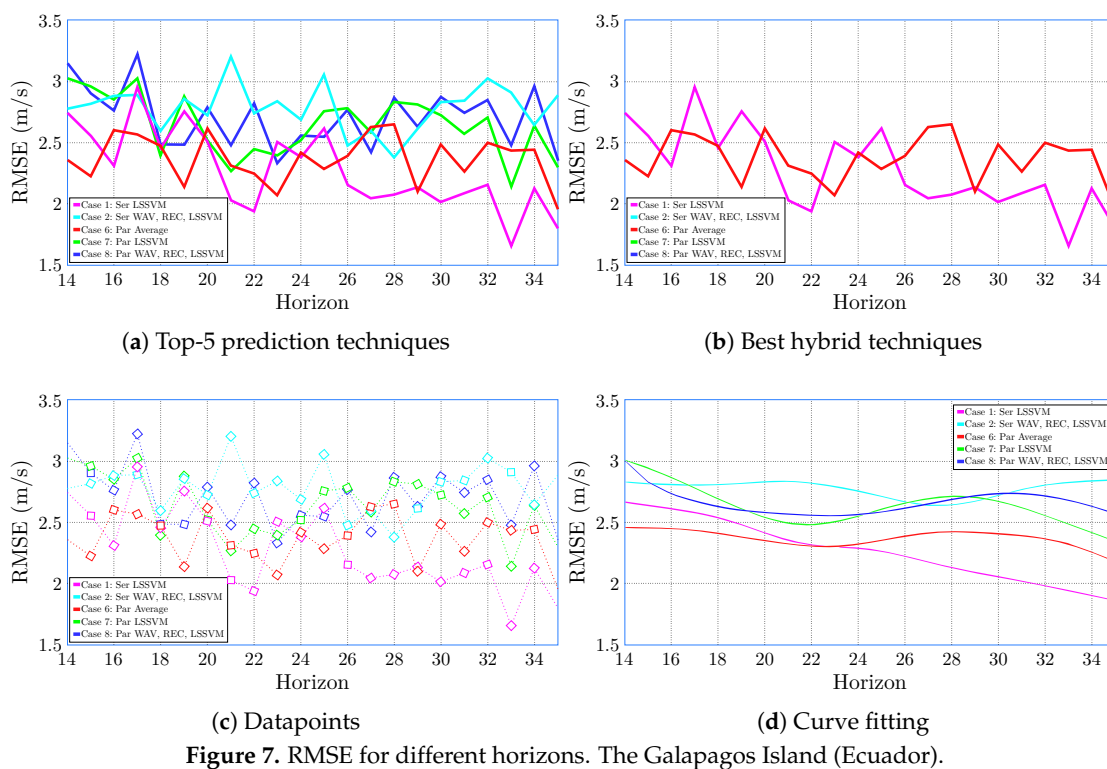 3.5
3
2.5
2
1.5
RMSE (m/s)
Case 1: Ser LSSVM
Case 2: Ser WAV, REC, LSSVM
Case 6: Par Average
Case 7: Par LSSVM
Case 8: Par WAV, REC, LSSVM
14 16 18 20 22 24 26 28 30 32 34
Horizon
(a) Top-5 prediction techniques
3.5
3
2.5
2
1.5
RMSE (m/s)
Case 1: Ser LSSVM
Case 6: Par Average
14 16 18 20 22 24 26 28 30 32 34
Horizon
(b) Best hybrid techniques
3.5
3
2.5
2
1.5
RMSE (m/s)
Case 1: Ser LSSVM
Case 2: Ser WAV, REC, LSSVM
Case 6: Par Average
Case 7: Par LSSVM
Case 8: Par WAV, REC, LSSVM
14 16 18 20 22 24 26 28 30 32 34
Horizon
(c) Datapoints
3.5
3
2.5
2
1.5
RMSE (m/s)
Case 1: Ser LSSVM
Case 2: Ser WAV, REC, LSSVM
Case 6: Par Average
Case 7: Par LSSVM
Case 8: Par WAV, REC, LSSVM
14 16 18 20 22 24 26 28 30 32 34
Horizon
(d) Curve fitting
Figure 7. RMSE for different horizons. The Galapagos Island (Ecuador).